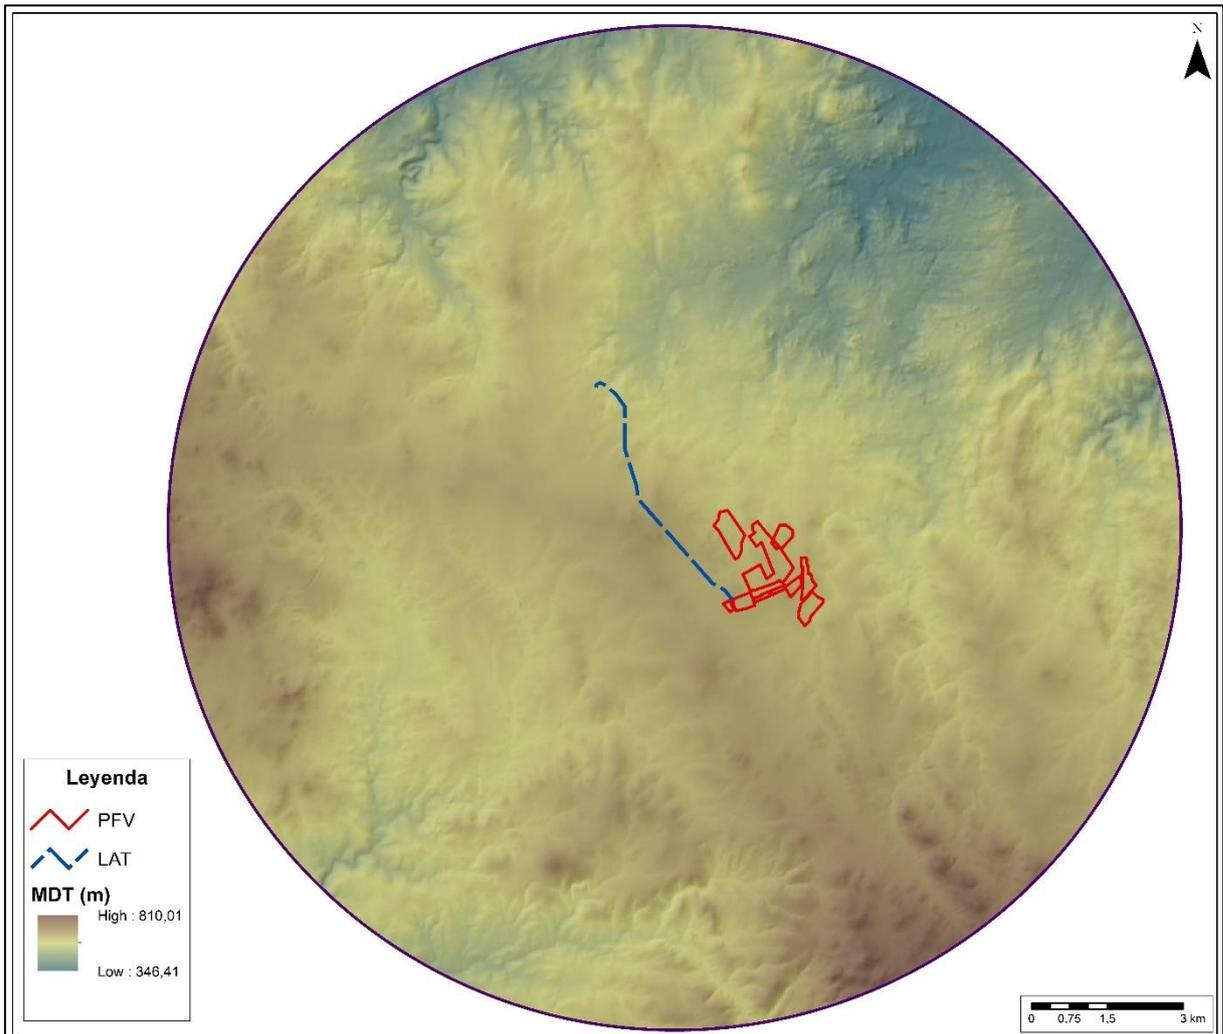 N
Leyenda
PFV
LAT
MDT (m)
High : 810,01
Low : 346,41
0 0,75 1,5 3 km